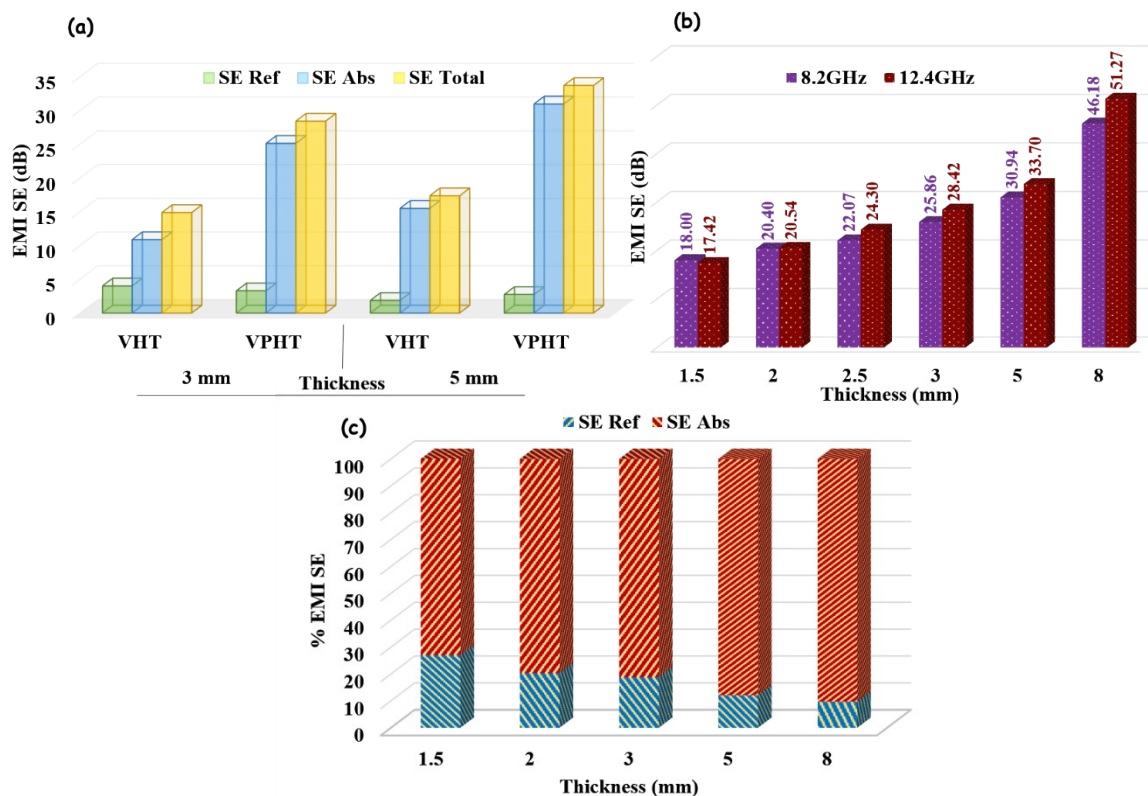 (a)
SE Ref SE Abs SE Total
EMI SE (dB)
35
30
25
20
15
10
5
0
VHT VPHT VHT VPHT
3 mm Thickness 5 mm
(b)
8.2GHz 12.4GHz
EMI SE (dB)
18.00 17.42 20.40 20.54 22.07 24.30 25.86 28.42 30.94 33.70 46.18 51.27
1.5 2 2.5 3 5 8
Thickness (mm)
(c)
SE Ref SE Abs
% EMI SE
100
90
80
70
60
50
40
30
20
10
0
1.5 2 3 5 8
Thickness (mm)